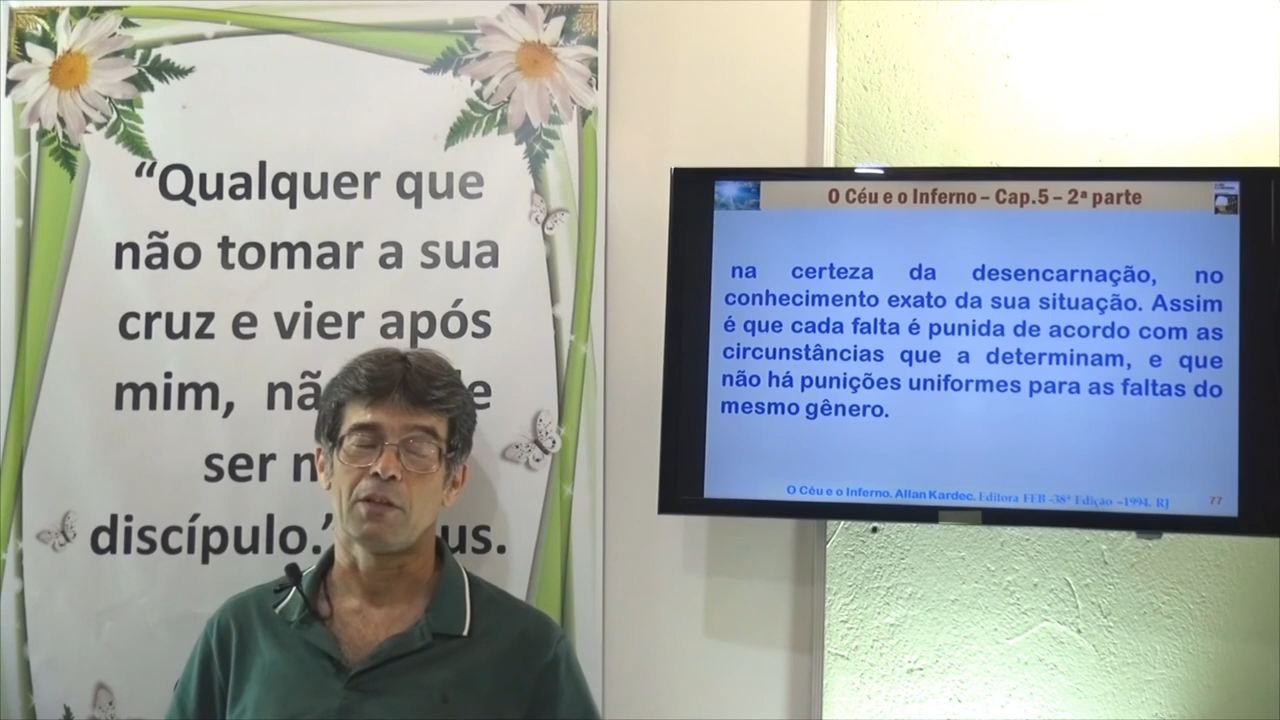 “Qualquer que
não tomar a sua
cruz e vier após
mim, nã e
ser n
discípulo.” us.
O Céu e o Inferno – Cap.5 – 2ª parte
na certeza da desencarnação, no
conhecimento exato da sua situação. Assim
é que cada falta é punida de acordo com as
circunstâncias que a determinam, e que
não há punições uniformes para as faltas do
mesmo gênero.
O Céu e o Inferno. Allan Kardec. Editora FEB -38ª Edição –1994. RJ
77